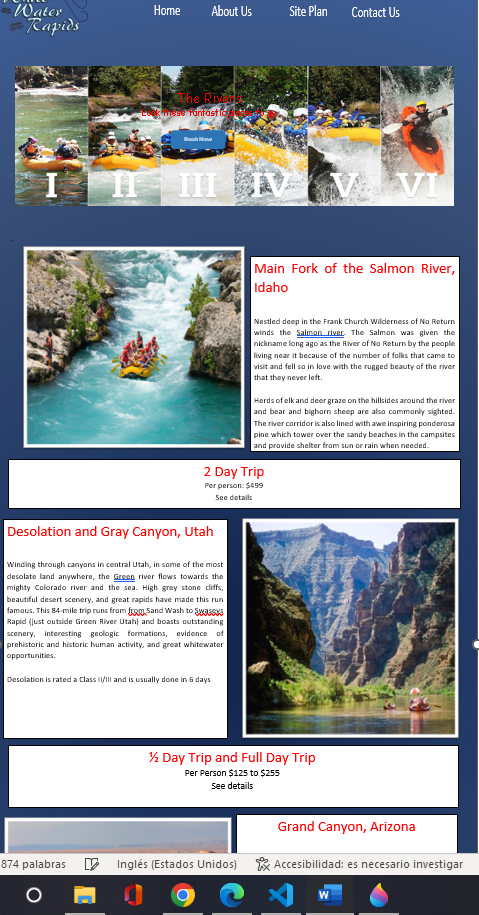 White
Water
Rapids
Home About Us Site Plan Contact Us
The Rivers
Book Now
I II III IV V VI
Main Fork of the Salmon River,
Idaho
Nestled deep in the Frank Church Wilderness of No Return
winds the Salmon river. The Salmon was given the
nickname long ago as the River of No Return by the people
living near it because of the number of folks that came to
visit and fell so in love with the rugged beauty of the river
that they never left.
Herds of elk and deer graze on the hillsides around the river
and bear and bighorn sheep are also commonly sighted.
The river corridor is also lined with awe inspiring ponderosa
pine which tower over the sandy beaches in the campsites
and provide shelter from sun or rain when needed.
2 Day Trip
Per person: $499
See details
Desolation and Gray Canyon, Utah
Winding through canyons in central Utah, in some of the most
desolate land anywhere, the Green river flows towards the
mighty Colorado river and the sea. High grey stone cliffs,
beautiful desert scenery, and great rapids have made this run
famous. This 84-mile trip runs from from Sand Wash to Swaseys
Rapid (just outside Green River Utah) and boasts outstanding
scenery, interesting geologic formations, evidence of
prehistoric and historic human activity, and great whitewater
opportunities.
Desolation is rated a Class II/III and is usually done in 6 days
½ Day Trip and Full Day Trip
Per Person $125 to $255
See details
Grand Canyon, Arizona
874 palabras Inglés (Estados Unidos) Accesibilidad: es necesario investigar